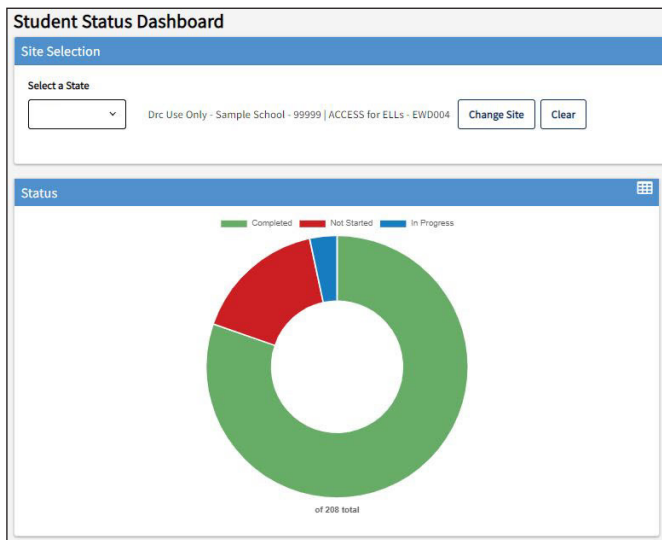 Student Status Dashboard
Site Selection
Select a State
Drc Use Only - Sample School - 99999 | ACCESS for ELLs - EWD004 Change Site Clear
Status
Completed Not Started In Progress
of 208 total